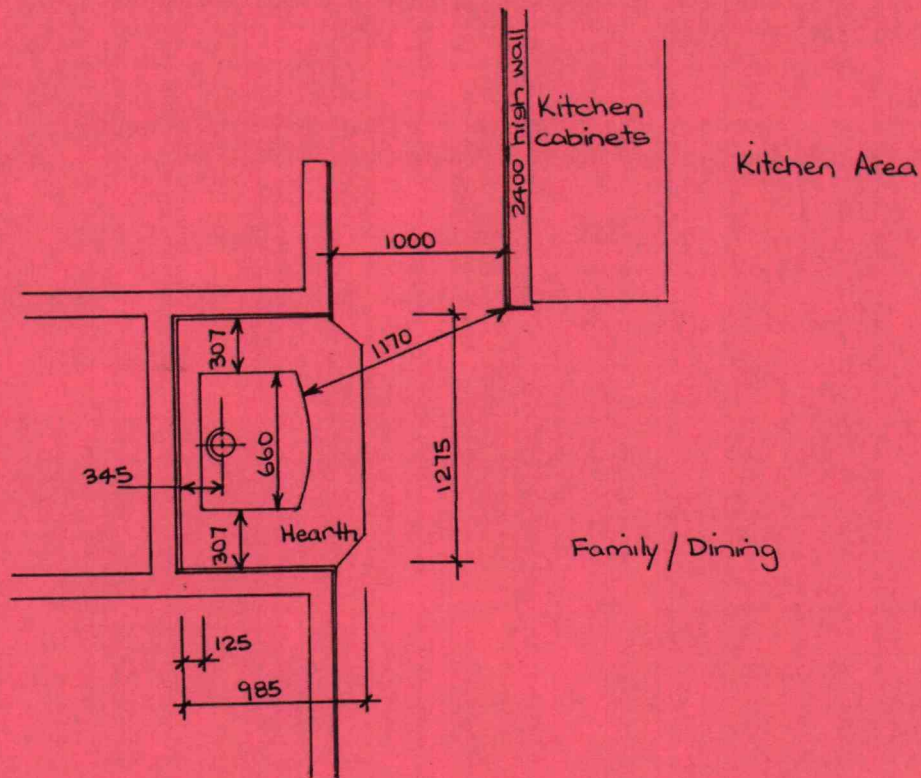 2400 high wall
Kitchen
cabinets
Kitchen Area
1000
307
1170
660
1275
345
307
Hearth
Family / Dining
125
985